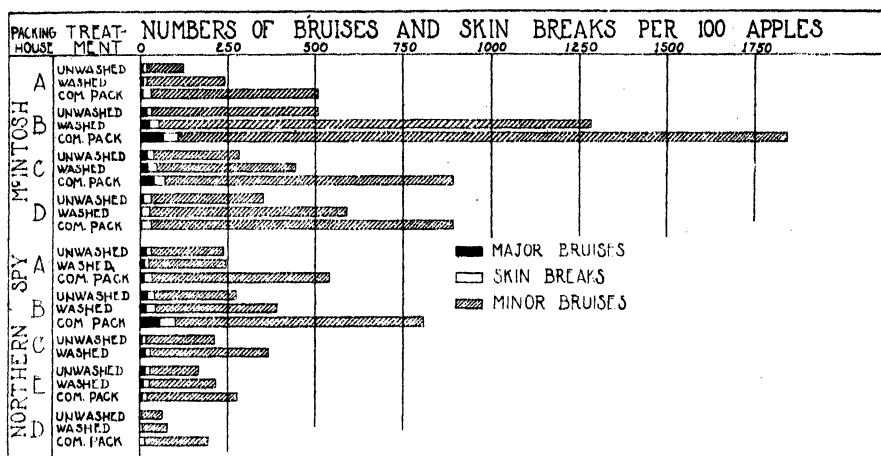 PACKING HOUSE
TREAT-MENT
NUMBERS OF BRUISES AND SKIN BREAKS PER 100 APPLES
0 250 500 750 1000 1250 1500 1750
McINTOSH
A
UNWASHED
WASHED
COM. PACK
B
UNWASHED
WASHED
COM. PACK
C
UNWASHED
WASHED
COM. PACK
D
UNWASHED
WASHED
COM. PACK
NORTHERN SPY
A
UNWASHED
WASHED
COM. PACK
B
UNWASHED
WASHED
COM PACK
C
UNWASHED
WASHED
E
UNWASHED
WASHED
COM. PACK
D
UNWASHED
WASHED
COM. PACK
MAJOR BRUISES
SKIN BREAKS
MINOR BRUISES